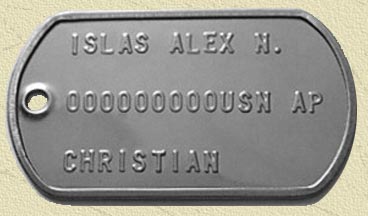 ISLAS ALEX N.
000000000USN AP
CHRISTIAN